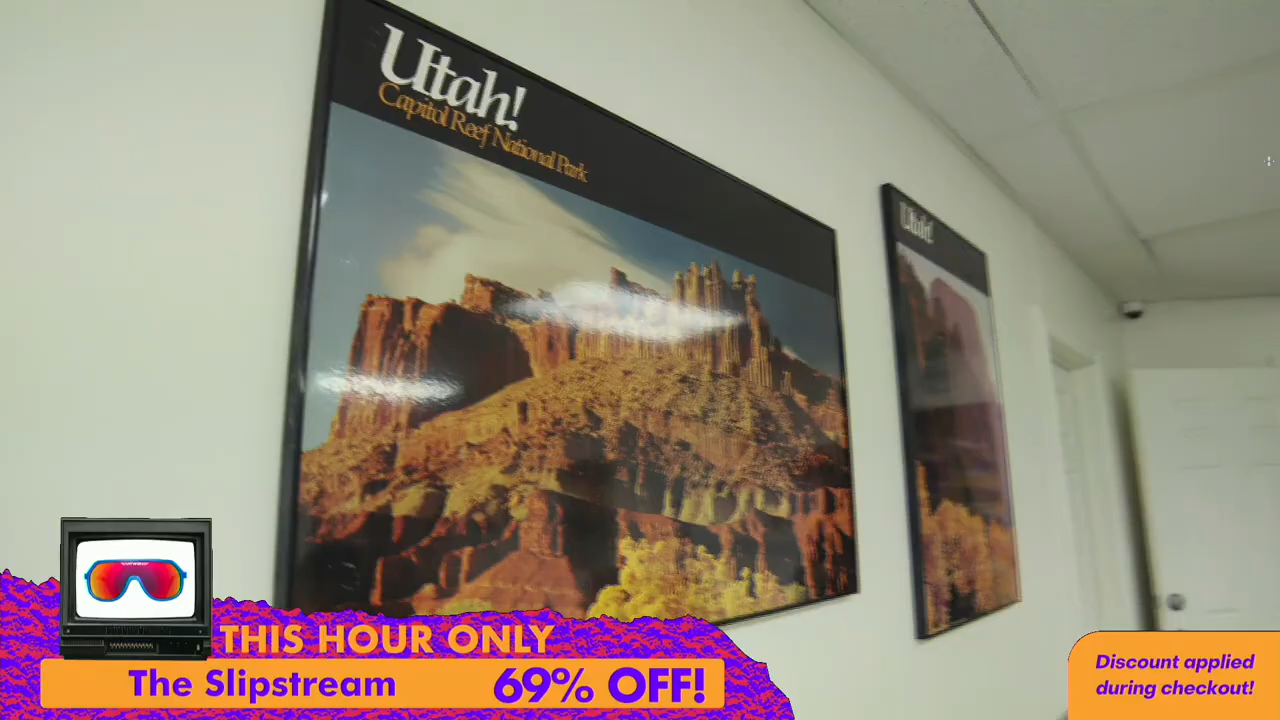 Utah!
Capitol Reef National Park
Utah!
THIS HOUR ONLY
The Slipstream
69% OFF!
Discount applied
during checkout!